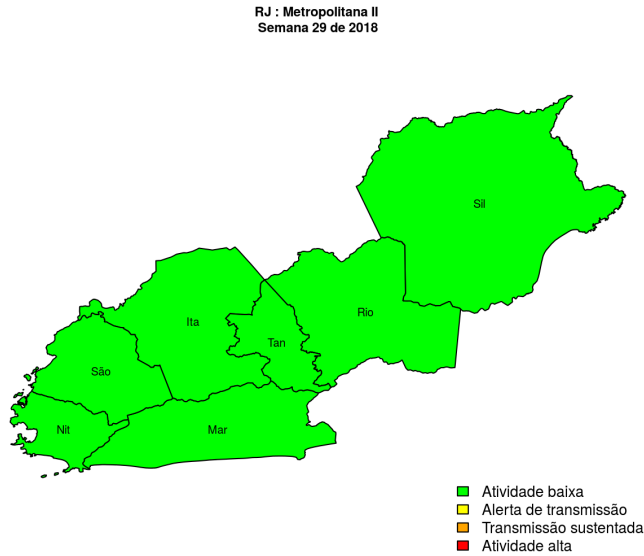 RJ : Metropolitana II
Semana 29 de 2018
Sil
Ita
Rio
Tan
São
Nit
Mar
Atividade baixa
Alerta de transmissão
Transmissão sustentada
Atividade alta